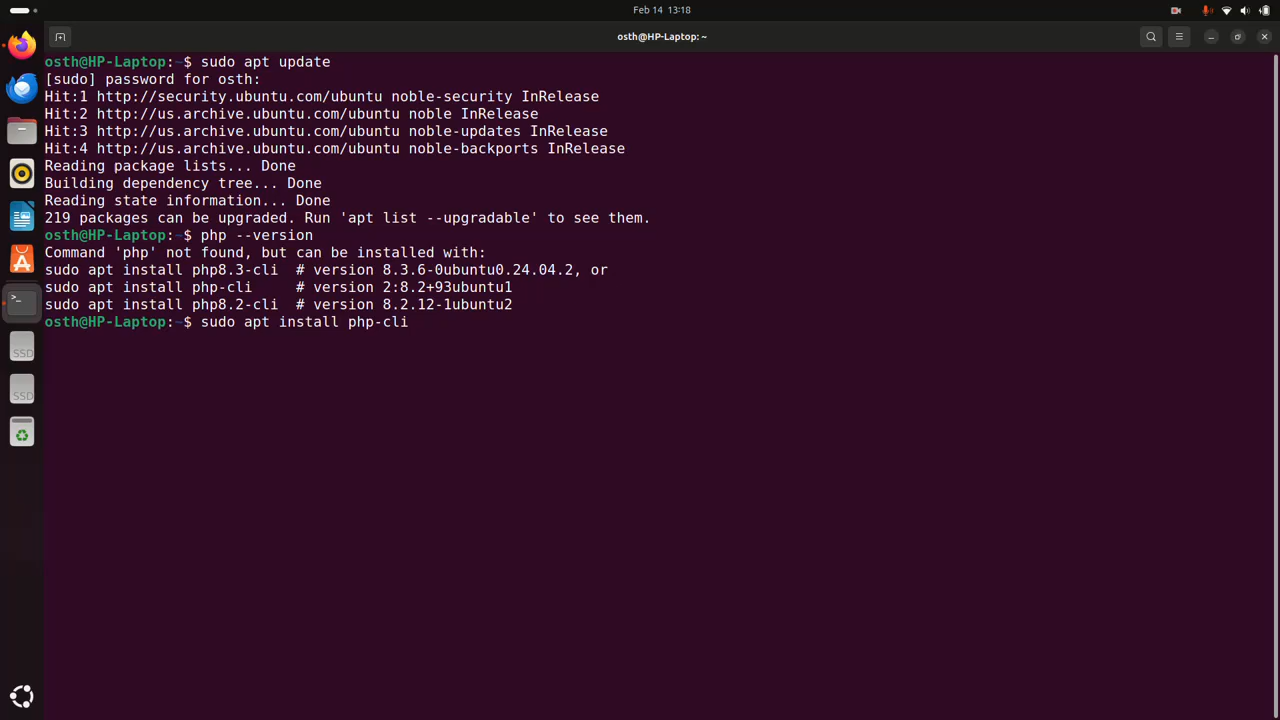 Feb 14 13:18
osth@HP-Laptop: ~
osth@HP-Laptop:~$ sudo apt update
[sudo] password for osth:
Hit:1 http://security.ubuntu.com/ubuntu noble-security InRelease
Hit:2 http://us.archive.ubuntu.com/ubuntu noble InRelease
Hit:3 http://us.archive.ubuntu.com/ubuntu noble-updates InRelease
Hit:4 http://us.archive.ubuntu.com/ubuntu noble-backports InRelease
Reading package lists... Done
Building dependency tree... Done
Reading state information... Done
219 packages can be upgraded. Run 'apt list --upgradable' to see them.
osth@HP-Laptop:~$ php --version
Command 'php' not found, but can be installed with:
sudo apt install php8.3-cli  # version 8.3.6-0ubuntu0.24.04.2, or
sudo apt install php-cli     # version 2:8.2+93ubuntu1
sudo apt install php8.2-cli  # version 8.2.12-1ubuntu2
osth@HP-Laptop:~$ sudo apt install php-cli
SSD
SSD